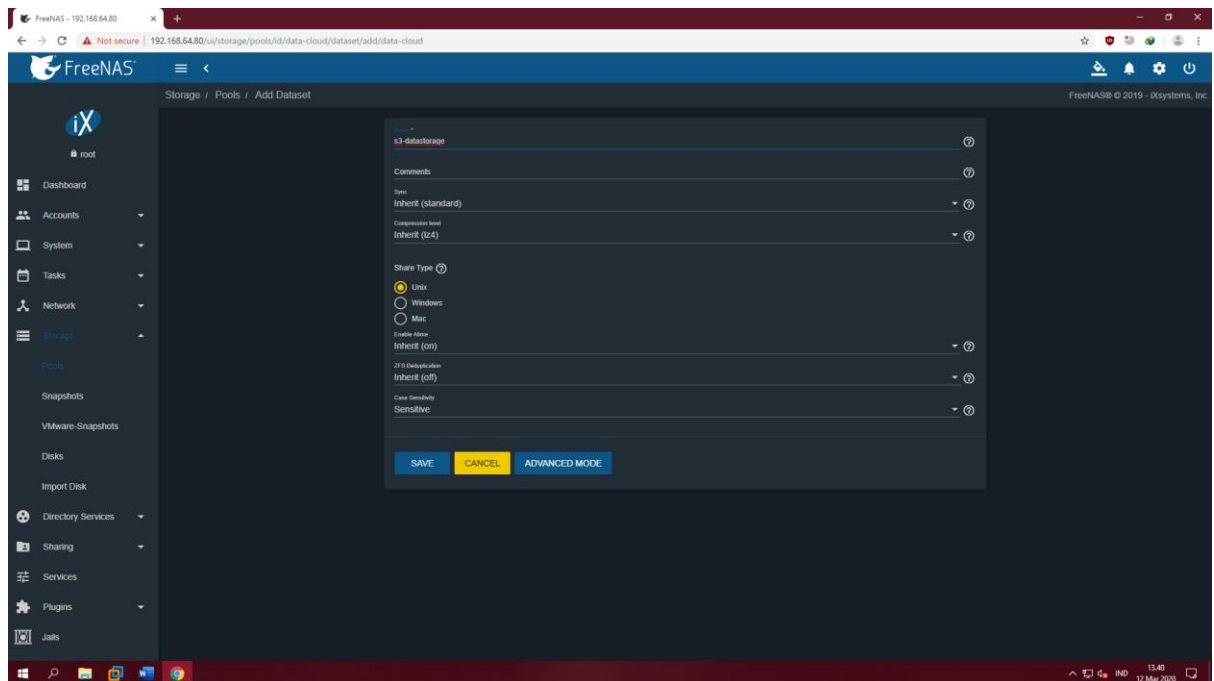 FreeNAS - 192.168.64.80
Not secure | 192.168.64.80/ui/storage/pools/id/data-cloud/dataset/add/data-cloud
FreeNAS
Storage / Pools / Add Dataset
FreeNAS® © 2019 - iXsystems, Inc.
iX
root
Dashboard
Accounts
System
Tasks
Network
Storage
Pools
Snapshots
VMware-Snapshots
Disks
Import Disk
Directory Services
Sharing
Services
Plugins
Jails
s3-datastorage
Comments
Sync
Inherit (standard)
Compression level
Inherit (lz4)
Share Type
Unix
Windows
Mac
Enable Atime
Inherit (on)
ZFS Deduplication
Inherit (off)
Case Sensitivity
Sensitive
SAVE
CANCEL
ADVANCED MODE
IND
13.40
12 Mar 2020